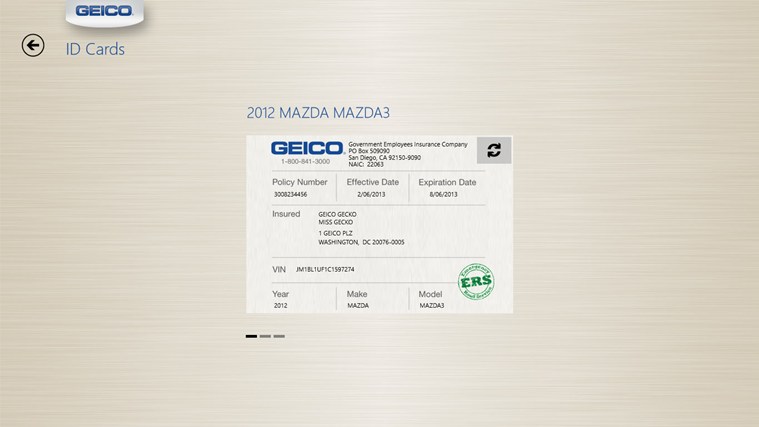 GEICO.
ID Cards
2012 MAZDA MAZDA3
GEICO.
1-800-841-3000
Government Employees Insurance Company
PO Box 509090
San Diego, CA 92150-9090
NAIC: 22063
Policy Number Effective Date Expiration Date
3008234456 2/06/2013 8/06/2013
Insured GEICO GECKO
MISS GECKO
1 GEICO PLZ
WASHINGTON, DC 20076-0005
VIN JM1BL1UF1C1597274
Emergency
ERS
Road Service
Year Make Model
2012 MAZDA MAZDA3